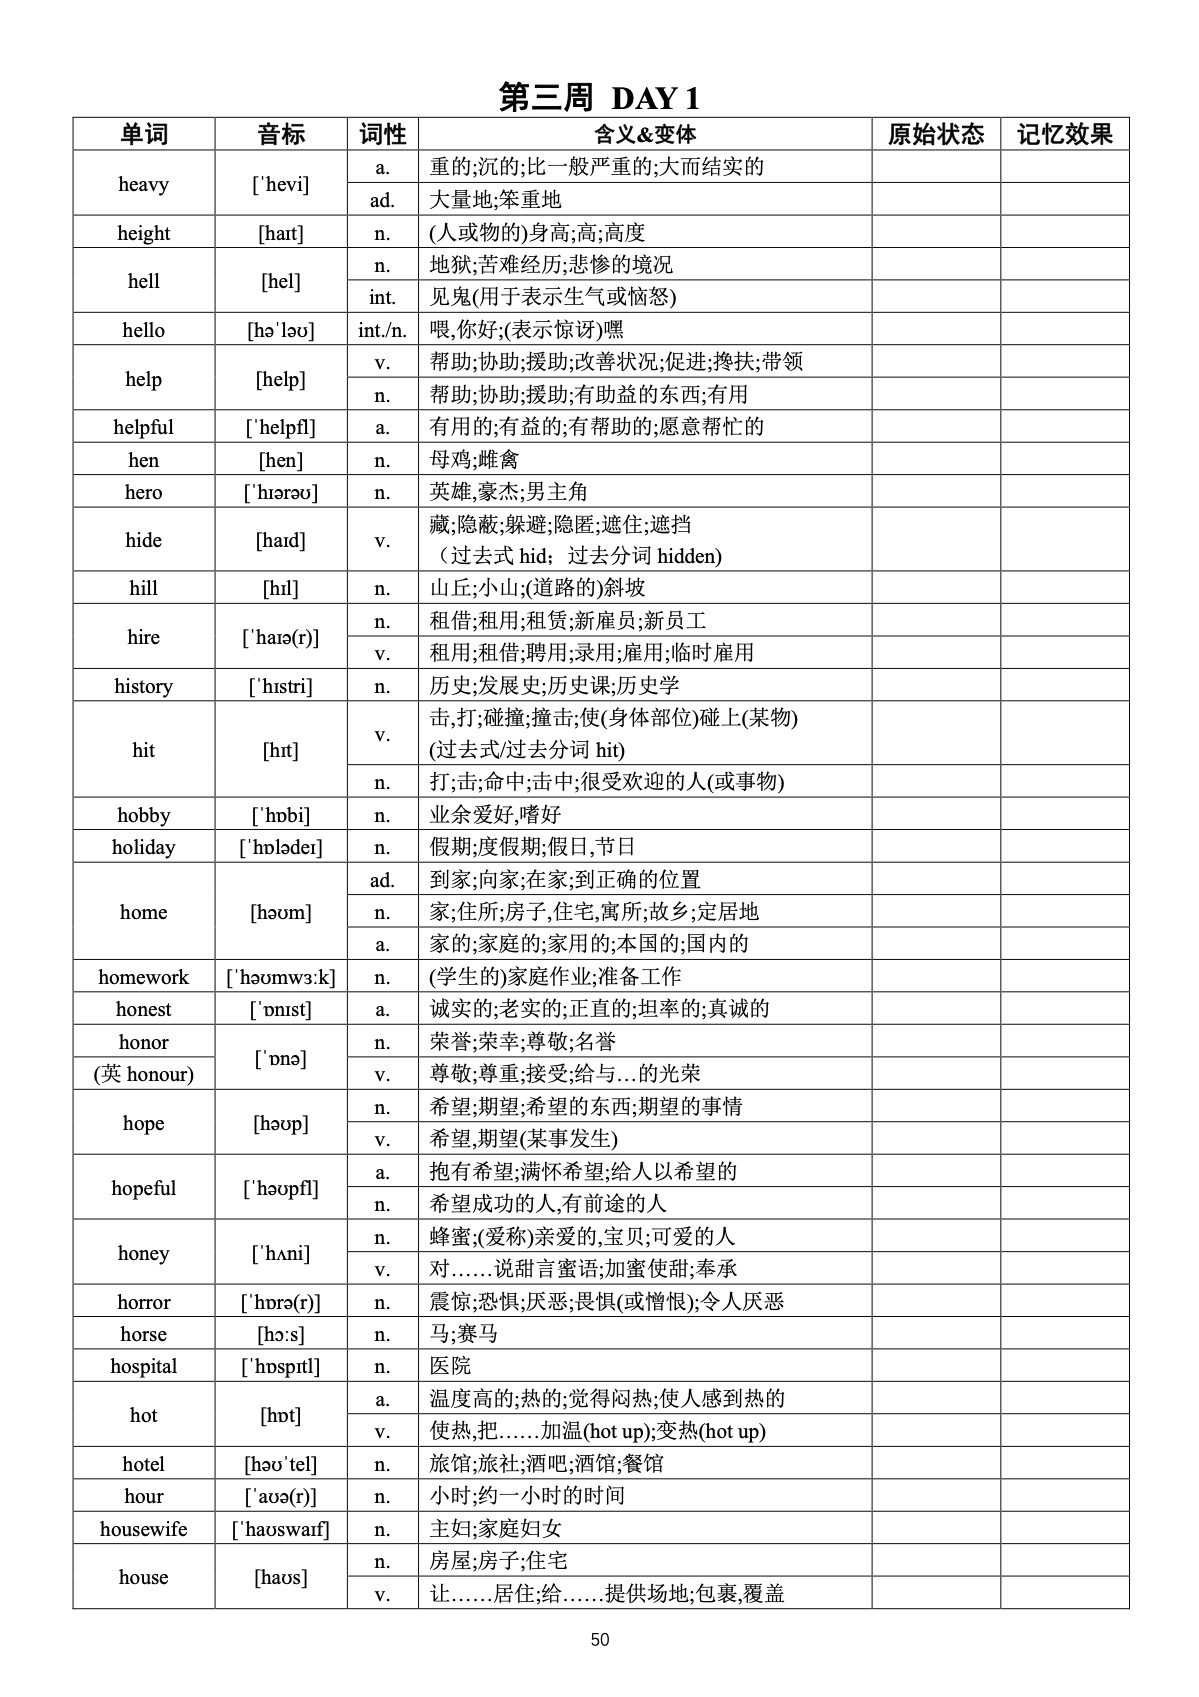 第三周 DAY 1
单词 音标 词性 含义&变体 原始状态 记忆效果
heavy [ˈhevi] a. 重的;沉的;比一般严重的;大而结实的
ad. 大量地;笨重地
height [haɪt] n. (人或物的)身高;高;高度
hell [hel] n. 地狱;苦难经历;悲惨的境况
int. 见鬼(用于表示生气或恼怒)
hello [həˈləʊ] int./n. 喂,你好;(表示惊讶)嘿
help [help] v. 帮助;协助;援助;改善状况;促进;搀扶;带领
n. 帮助;协助;援助;有助益的东西;有用
helpful [ˈhelpfl] a. 有用的;有益的;有帮助的;愿意帮忙的
hen [hen] n. 母鸡;雌禽
hero [ˈhɪərəʊ] n. 英雄,豪杰;男主角
hide [haɪd] v. 藏;隐蔽;躲避;隐匿;遮住;遮挡
（过去式 hid；过去分词 hidden)
hill [hɪl] n. 山丘;小山;(道路的)斜坡
hire [ˈhaɪə(r)] n. 租借;租用;租赁;新雇员;新员工
v. 租用;租借;聘用;录用;雇用;临时雇用
history [ˈhɪstri] n. 历史;发展史;历史课;历史学
hit [hɪt] v. 击,打;碰撞;撞击;使(身体部位)碰上(某物)
(过去式/过去分词 hit)
n. 打;击;命中;击中;很受欢迎的人(或事物)
hobby [ˈhɒbi] n. 业余爱好,嗜好
holiday [ˈhɒlədeɪ] n. 假期;度假期;假日,节日
home [həʊm] ad. 到家;向家;在家;到正确的位置
n. 家;住所;房子,住宅,寓所;故乡;定居地
a. 家的;家庭的;家用的;本国的;国内的
homework [ˈhəʊmwɜːk] n. (学生的)家庭作业;准备工作
honest [ˈɒnɪst] a. 诚实的;老实的;正直的;坦率的;真诚的
honor [ˈɒnə] n. 荣誉;荣幸;尊敬;名誉
(英 honour) v. 尊敬;尊重;接受;给与…的光荣
hope [həʊp] n. 希望;期望;希望的东西;期望的事情
v. 希望,期望(某事发生)
hopeful [ˈhəʊpfl] a. 抱有希望;满怀希望;给人以希望的
n. 希望成功的人,有前途的人
honey [ˈhʌni] n. 蜂蜜;(爱称)亲爱的,宝贝;可爱的人
v. 对……说甜言蜜语;加蜜使甜;奉承
horror [ˈhɒrə(r)] n. 震惊;恐惧;厌恶;畏惧(或憎恨);令人厌恶
horse [hɔːs] n. 马;赛马
hospital [ˈhɒspɪtl] n. 医院
hot [hɒt] a. 温度高的;热的;觉得闷热;使人感到热的
v. 使热,把……加温(hot up);变热(hot up)
hotel [həʊˈtel] n. 旅馆;旅社;酒吧;酒馆;餐馆
hour [ˈaʊə(r)] n. 小时;约一小时的时间
housewife [ˈhaʊswaɪf] n. 主妇;家庭妇女
house [haʊs] n. 房屋;房子;住宅
v. 让……居住;给……提供场地;包裹,覆盖
50